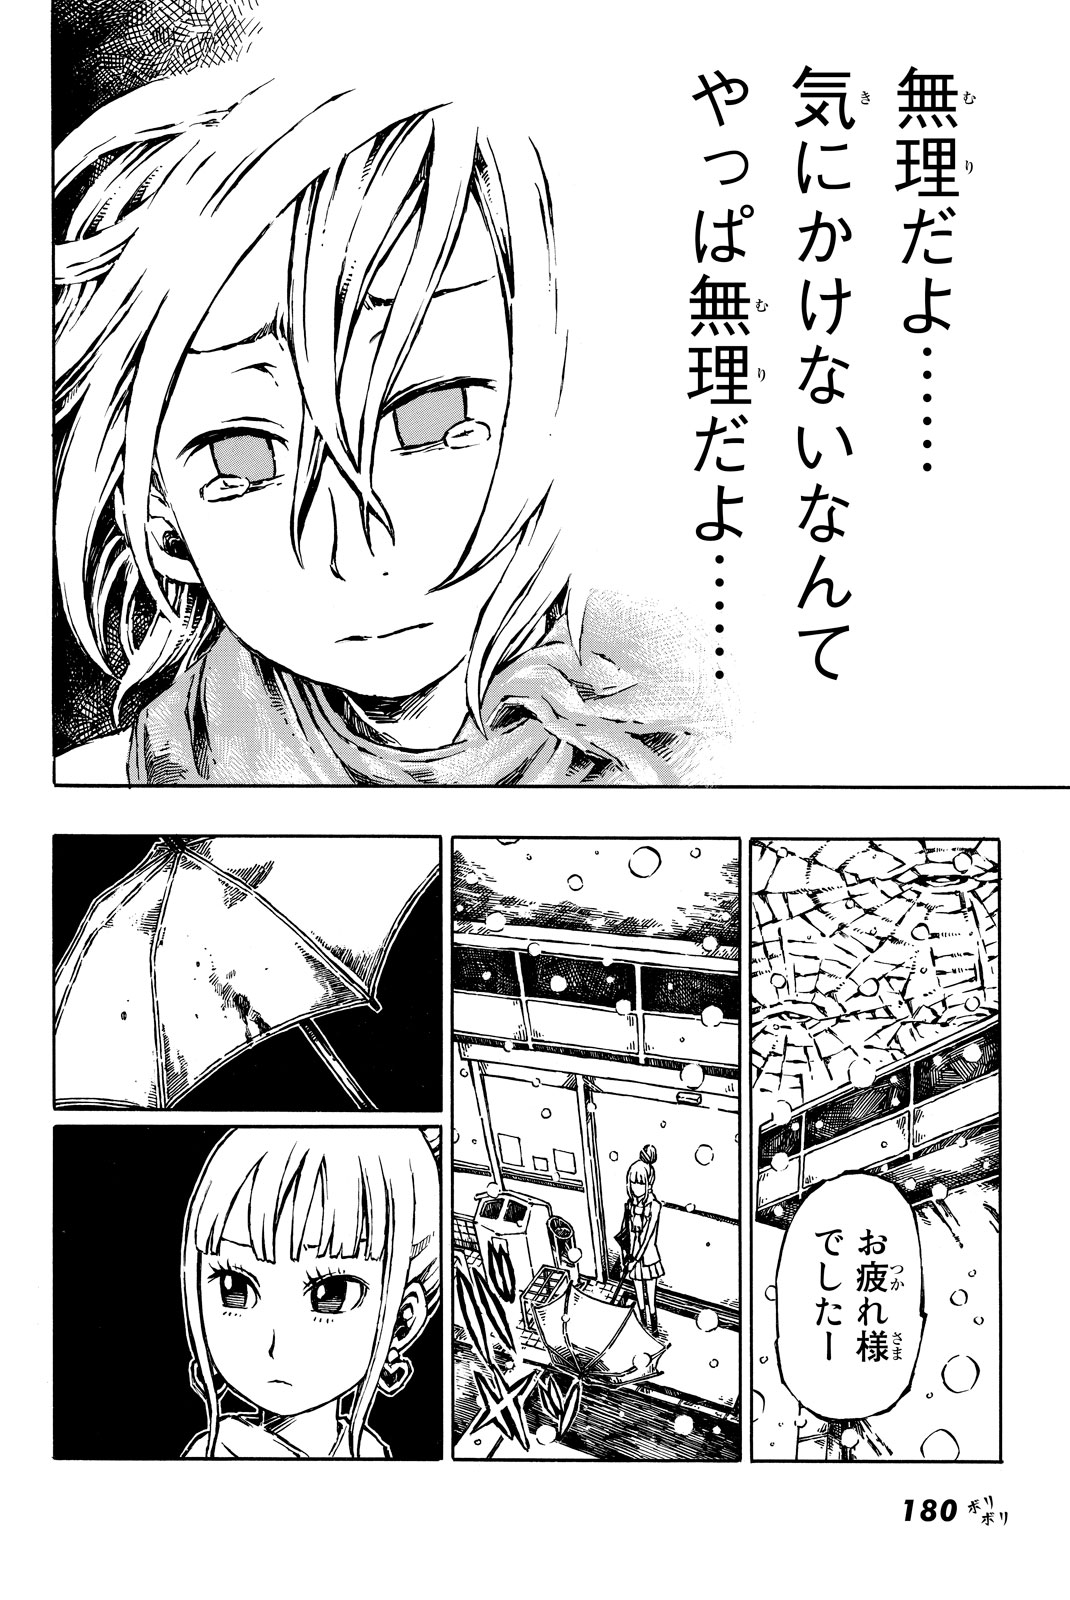 無理だよ……
気にかけないなんて
やっぱ無理だよ……
お疲れ様
でしたー
180 ボリボリ